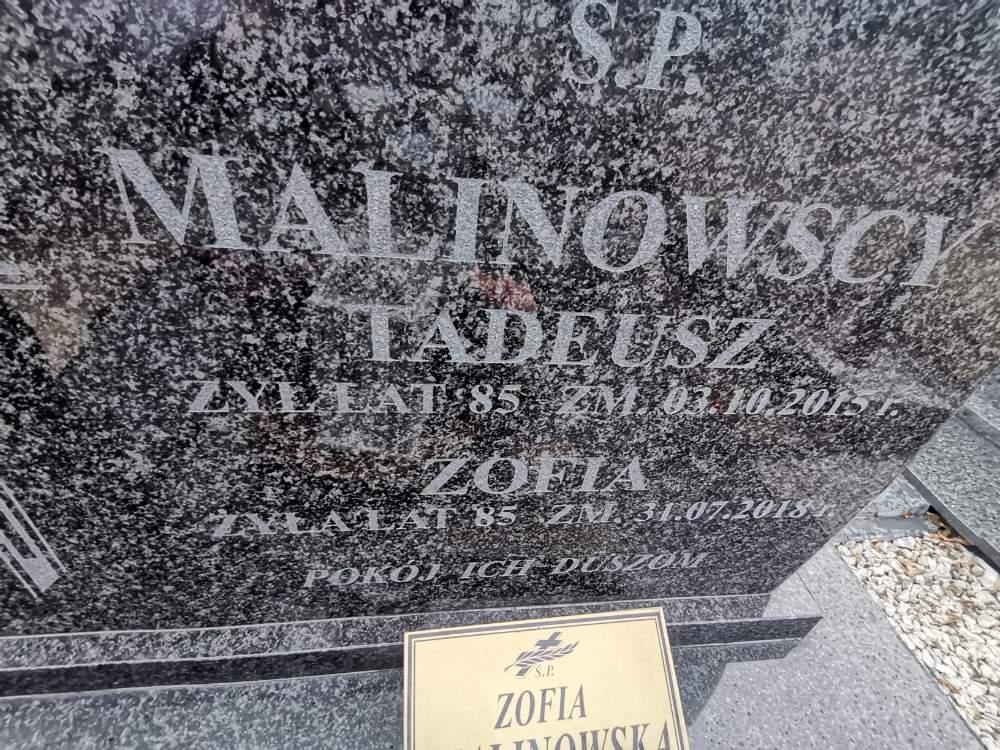 Ś.P.
MALINOWSCY
TADEUSZ
ŻYŁ LAT 85 ZM. 03.10.2015 r.
ZOFIA
ŻYŁA LAT 85 ZM. 31.07.2018 r.
POKÓJ ICH DUSZOM
Ś.P.
ZOFIA
MALINOWSKA